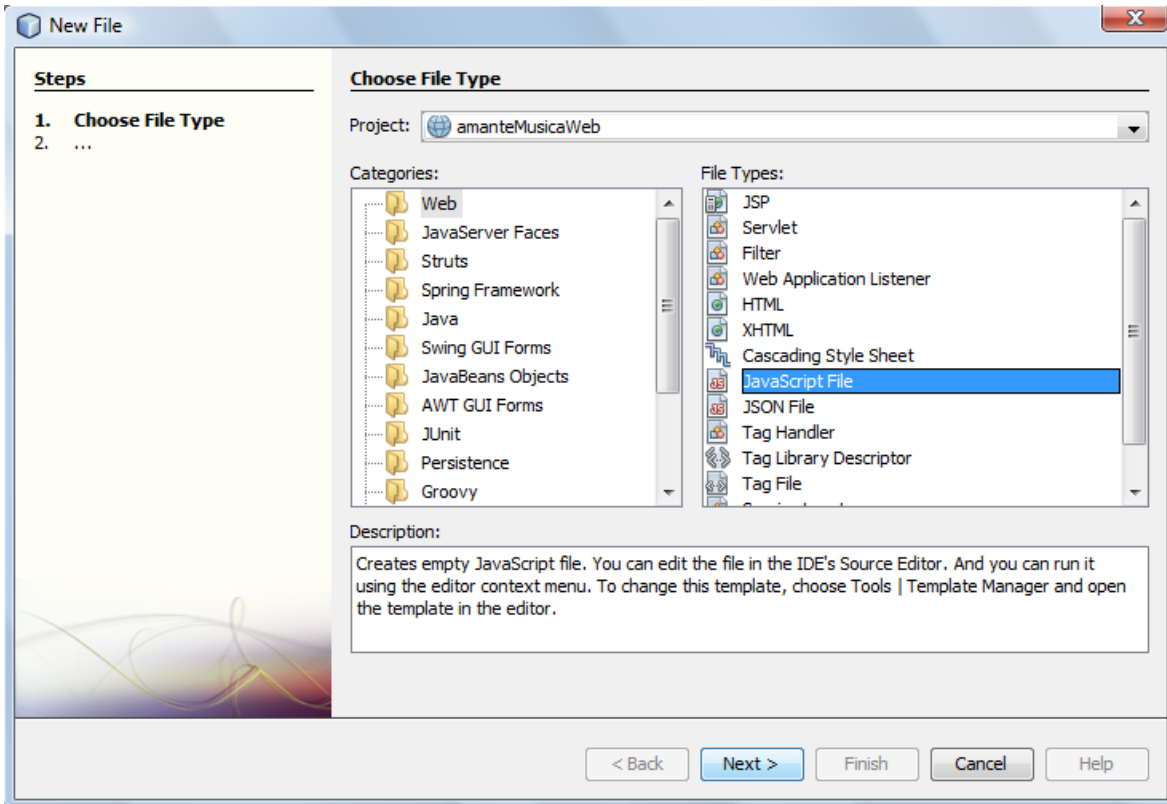 New File
Steps
1. Choose File Type
2. ...
Choose File Type
Project: amanteMusicaWeb
Categories:
Web
JavaServer Faces
Struts
Spring Framework
Java
Swing GUI Forms
JavaBeans Objects
AWT GUI Forms
JUnit
Persistence
Groovy
File Types:
JSP
Servlet
Filter
Web Application Listener
HTML
XHTML
Cascading Style Sheet
JavaScript File
JSON File
Tag Handler
Tag Library Descriptor
Tag File
Description:
Creates empty JavaScript file. You can edit the file in the IDE's Source Editor. And you can run it
using the editor context menu. To change this template, choose Tools | Template Manager and open
the template in the editor.
< Back Next > Finish Cancel Help